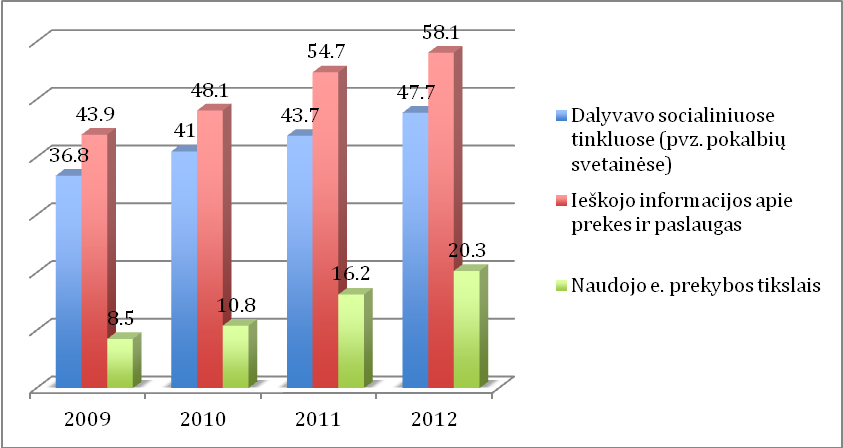 58.1
54.7
48.1
47.7
43.9
43.7
41
36.8
20.3
16.2
10.8
8.5
2009 2010 2011 2012
Dalyvavo socialiniuose
tinkluose (pvz. pokalbių
svetainėse)
Ieškojo informacijos apie
prekes ir paslaugas
Naudojo e. prekybos tikslais